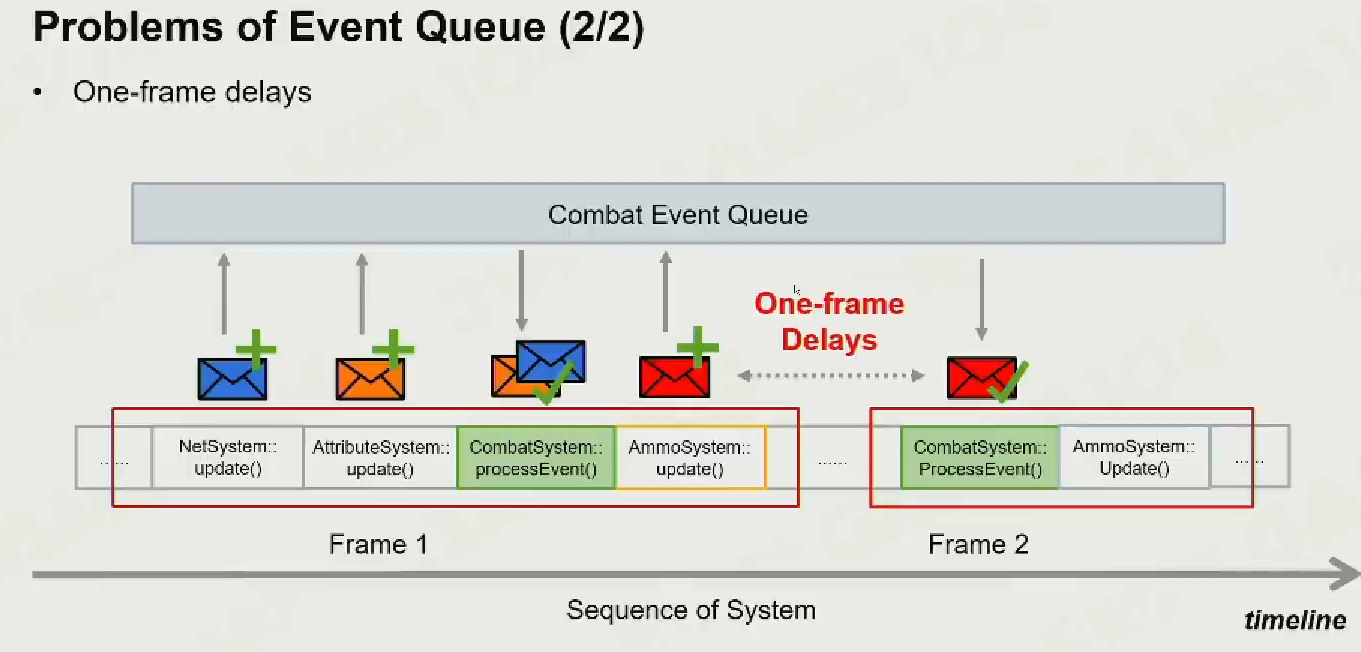 Problems of Event Queue (2/2)
• One-frame delays
Combat Event Queue
One-frame
Delays
......
NetSystem::
update()
AttributeSystem::
update()
CombatSystem::
processEvent()
AmmoSystem::
update()
......
CombatSystem::
ProcessEvent()
AmmoSystem::
Update()
......
Frame 1
Frame 2
Sequence of System
timeline